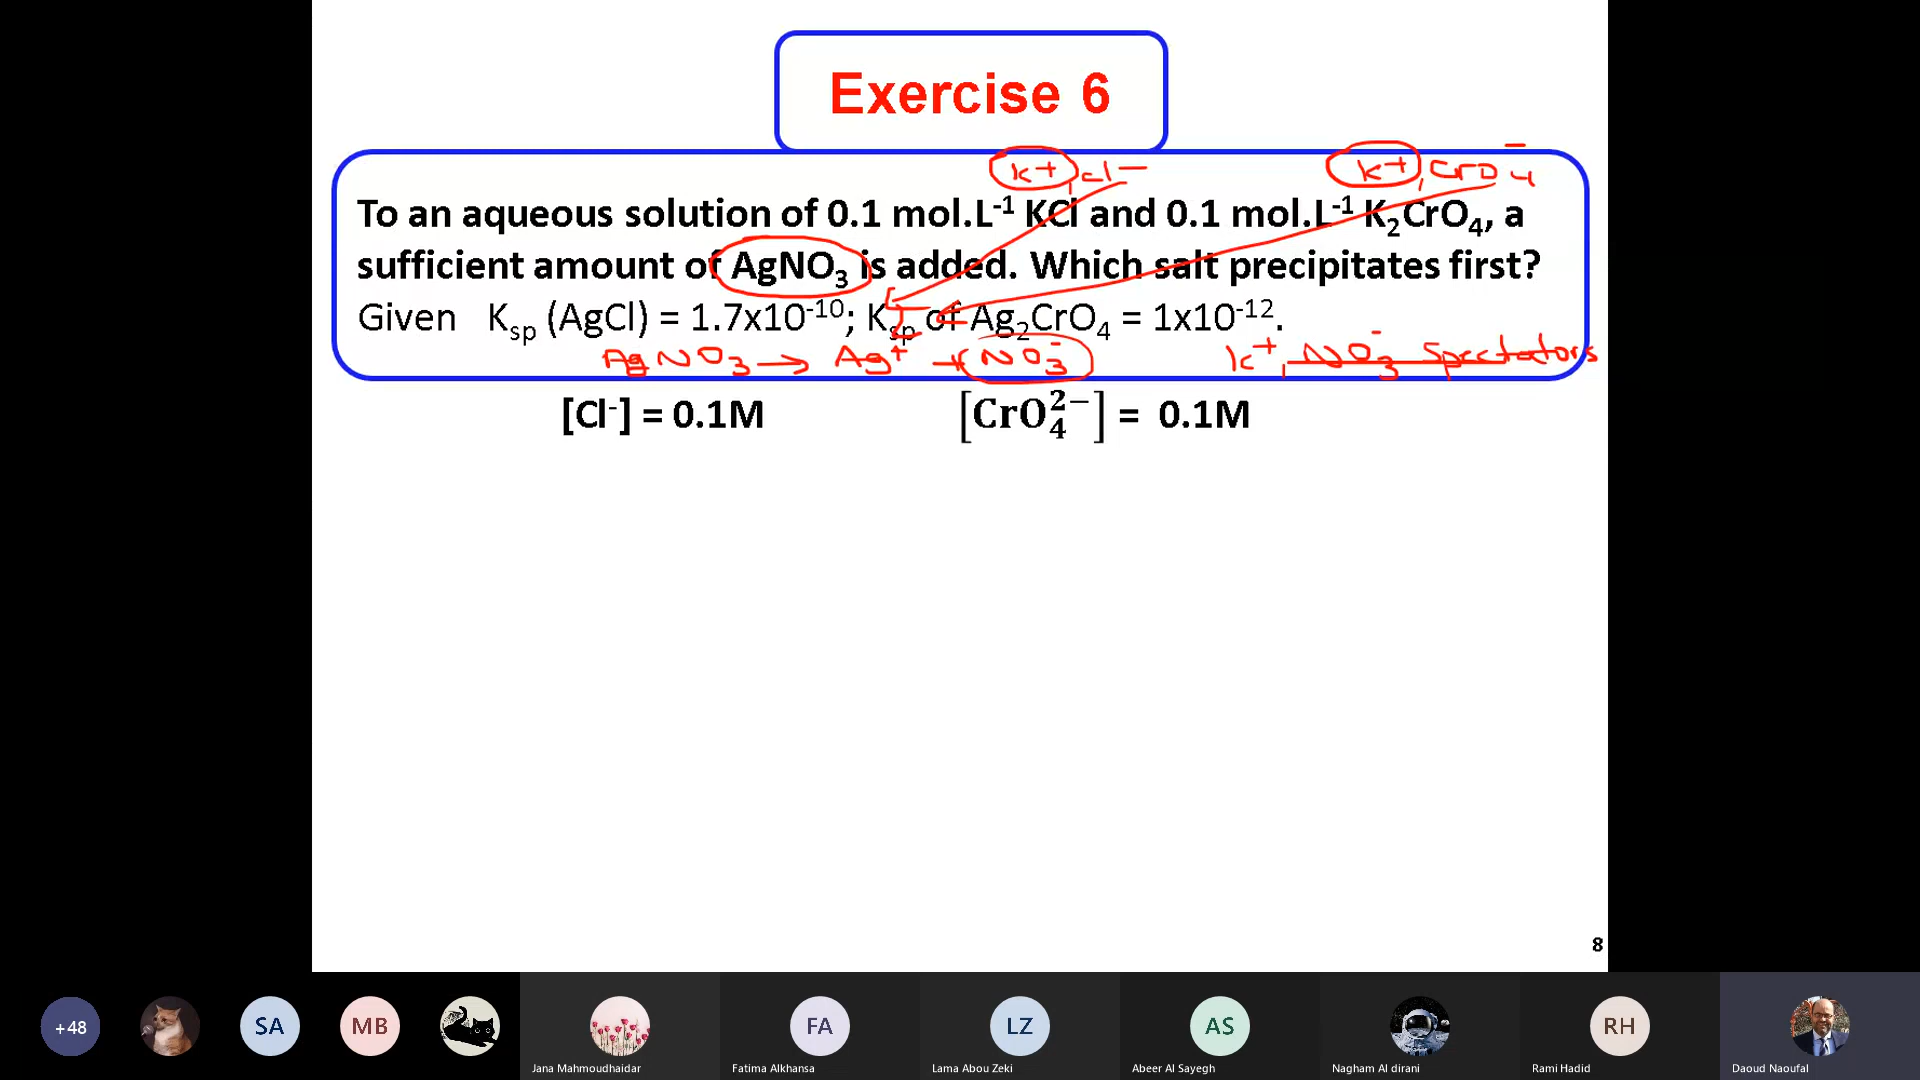 Exercise 6
K+, Cl-
K+, CrO4-
To an aqueous solution of 0.1 mol.L-1 KCl and 0.1 mol.L-1 K2CrO4, a
sufficient amount of AgNO3 is added. Which salt precipitates first?
Given Ksp (AgCl) = 1.7x10-10; Ksp of Ag2CrO4 = 1x10-12.
AgNO3 → Ag+ + NO3-
K+, NO3- spectators
[Cl-] = 0.1M
[CrO4 2-] = 0.1M
8
+48
SA
MB
FA
LZ
AS
RH
Jana Mahmoudhaidar
Fatima Alkhansa
Lama Abou Zeki
Abeer Al Sayegh
Nagham Al dirani
Rami Hadid
Daoud Naoufal